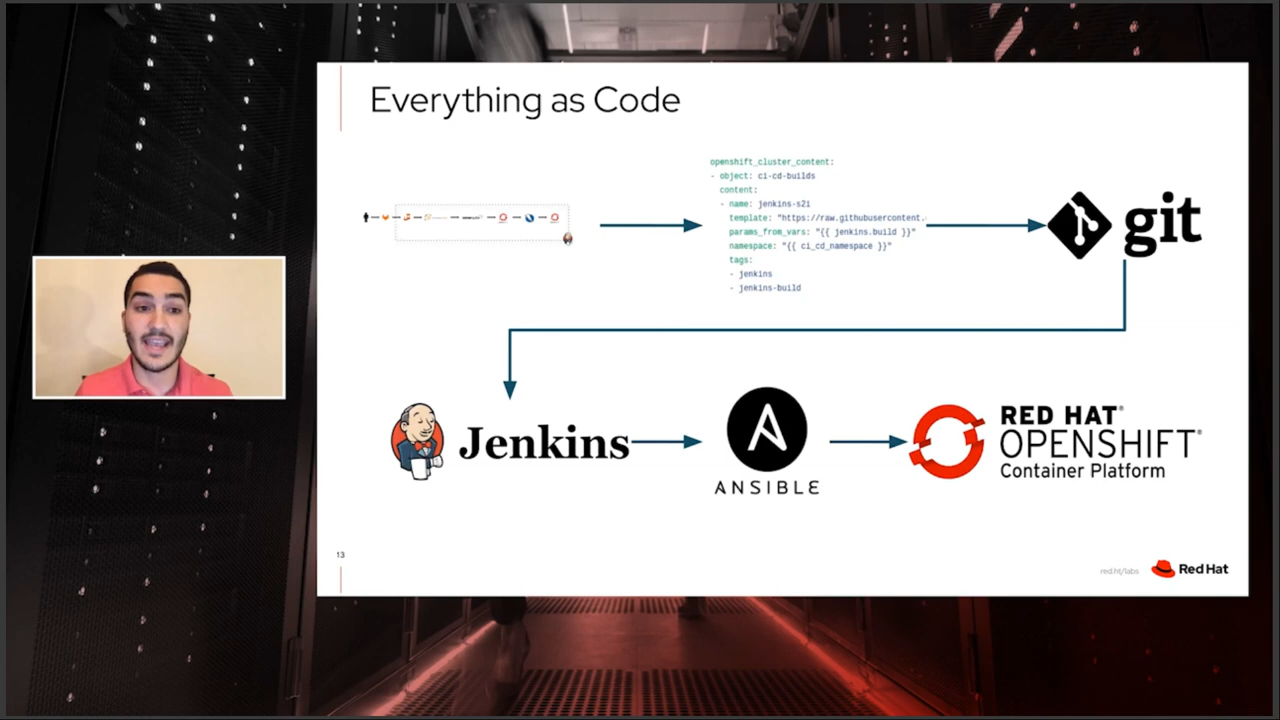 Everything as Code
openshift_cluster_content:
- object: ci-cd-builds
content:
- name: jenkins-s2i
template: "https://raw.githubusercontent.
params_from_vars: "{{ jenkins.build }}"
namespace: "{{ ci_cd_namespace }}"
tags:
- jenkins
- jenkins-build
git
Jenkins
ANSIBLE
RED HAT®
OPENSHIFT®
Container Platform
13
red.ht/labs
Red Hat